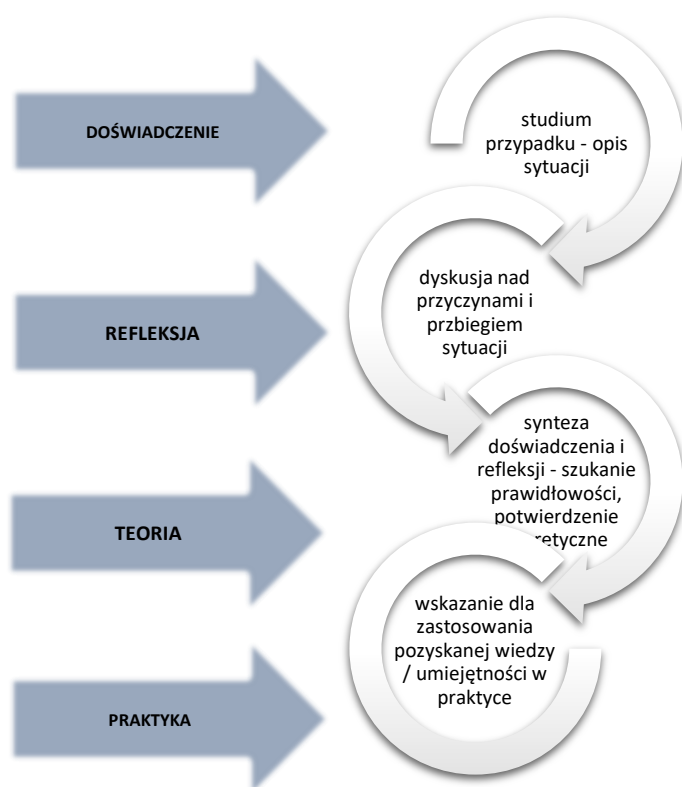 DOŚWIADCZENIE
studium
przypadku - opis
sytuacji
REFLEKSJA
dyskusja nad
przyczynami i
przbiegiem
sytuacji
TEORIA
synteza
doświadczenia i
refleksji - szukanie
prawidłowości,
potwierdzenie
retyczne
PRAKTYKA
wskazanie dla
zastosowania
pozyskanej wiedzy
/ umiejętności w
praktyce